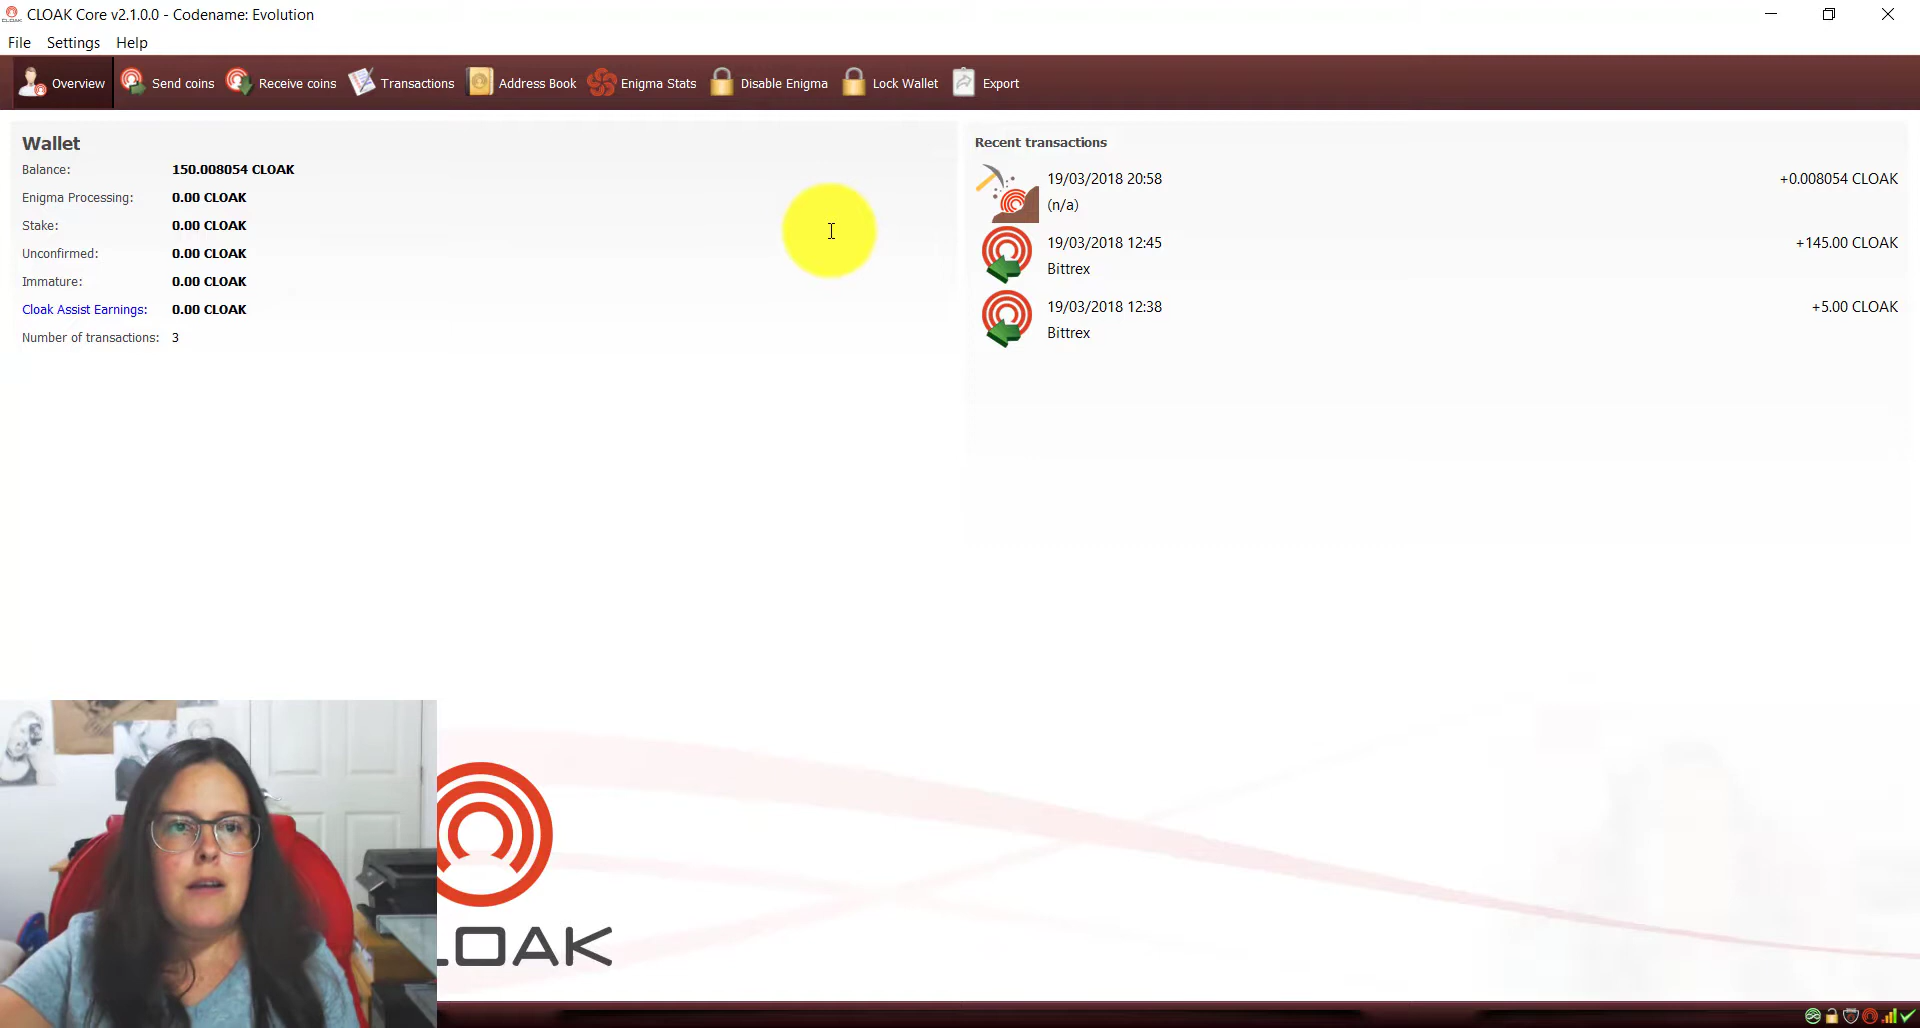 CLOAK Core v2.1.0.0 - Codename: Evolution
File Settings Help
Overview Send coins Receive coins Transactions Address Book Enigma Stats Disable Enigma Lock Wallet Export
Wallet
Balance: 150.008054 CLOAK
Enigma Processing: 0.00 CLOAK
Stake: 0.00 CLOAK
Unconfirmed: 0.00 CLOAK
Immature: 0.00 CLOAK
Cloak Assist Earnings: 0.00 CLOAK
Number of transactions: 3
Recent transactions
19/03/2018 20:58 +0.008054 CLOAK
(n/a)
19/03/2018 12:45 +145.00 CLOAK
Bittrex
19/03/2018 12:38 +5.00 CLOAK
Bittrex
LOAK